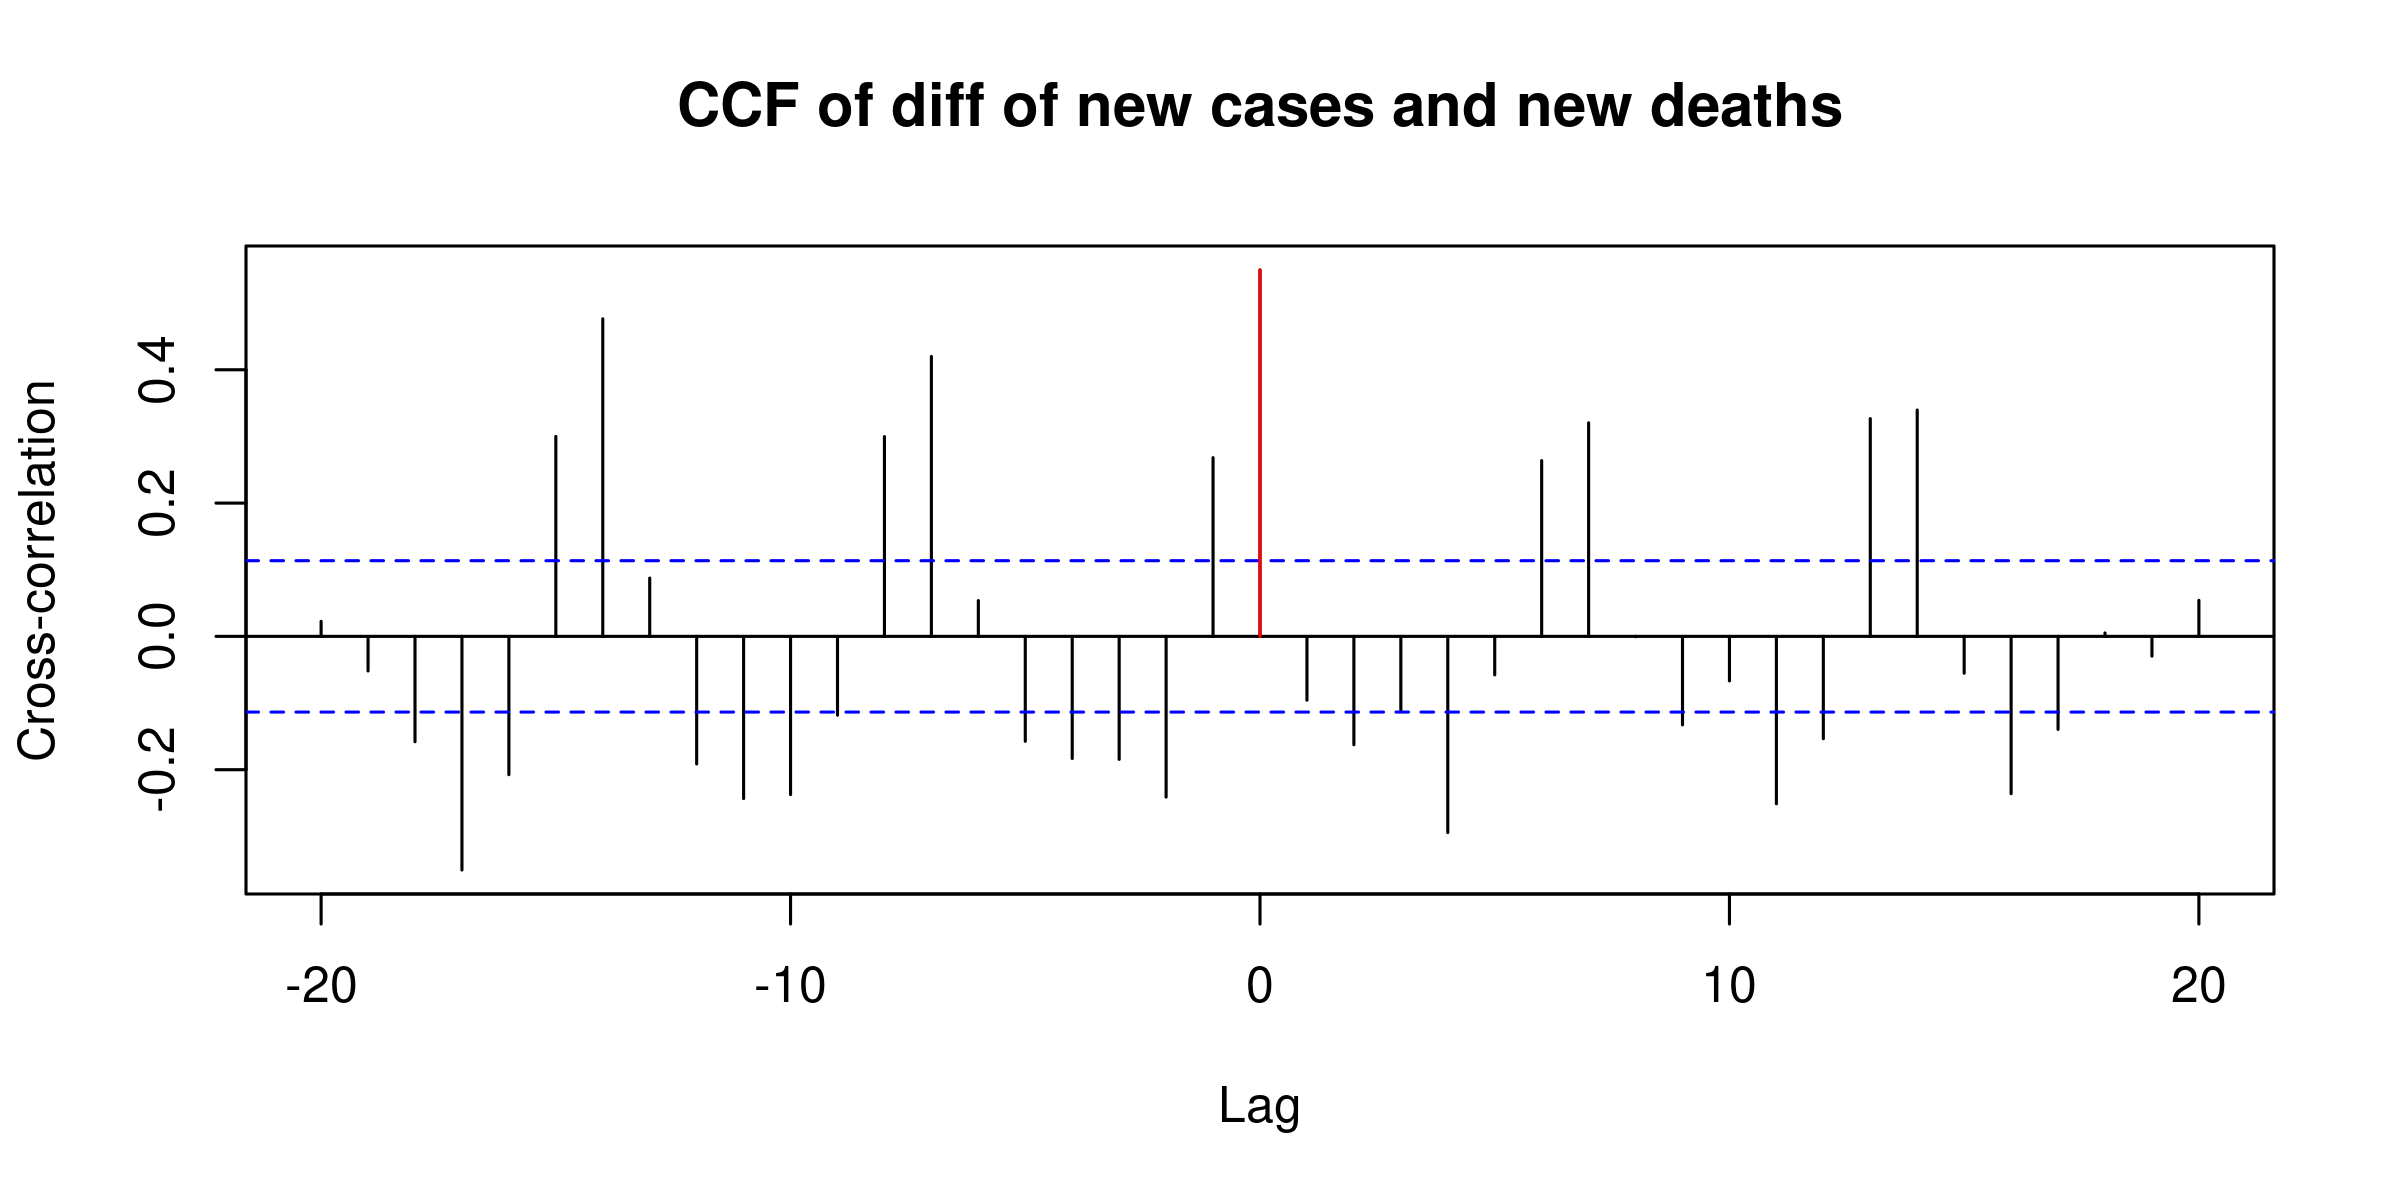 CCF of diff of new cases and new deaths
Cross-correlation
0.4
0.2
0.0
-0.2
-20 -10 0 10 20
Lag